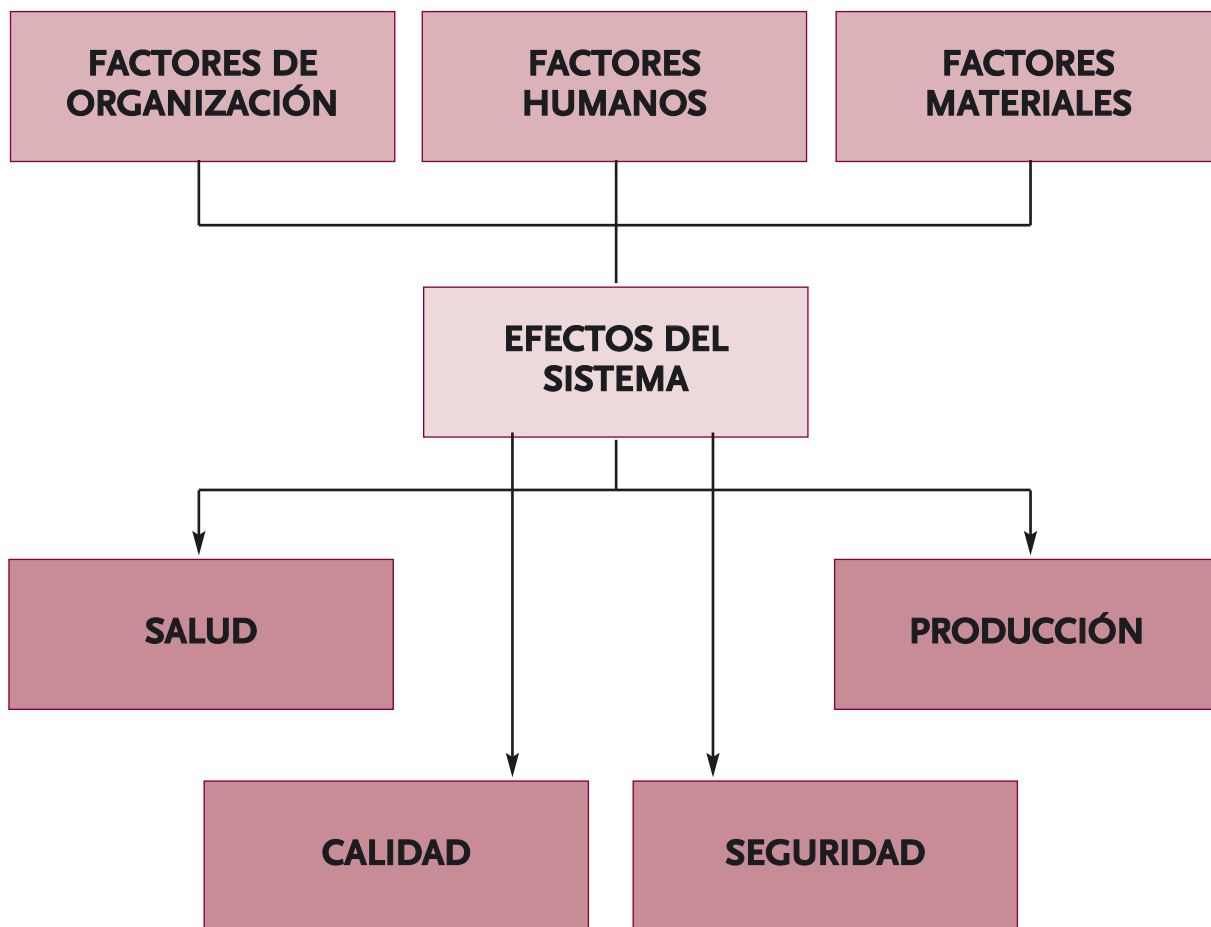 FACTORES DE
ORGANIZACIÓN
FACTORES
HUMANOS
FACTORES
MATERIALES
EFECTOS DEL
SISTEMA
SALUD
PRODUCCIÓN
CALIDAD
SEGURIDAD